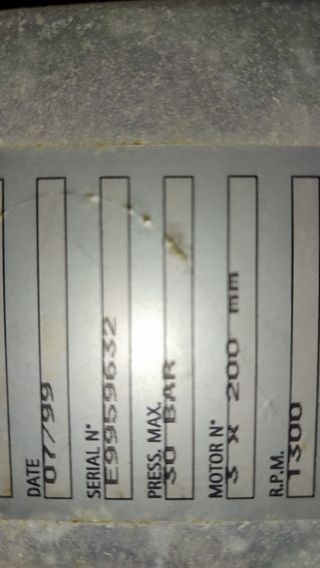 DATE
07/99
SERIAL N°
E9959632
PRESS. MAX.
30 BAR
MOTOR N°
3 X 200 mm
R.P.M.
1300